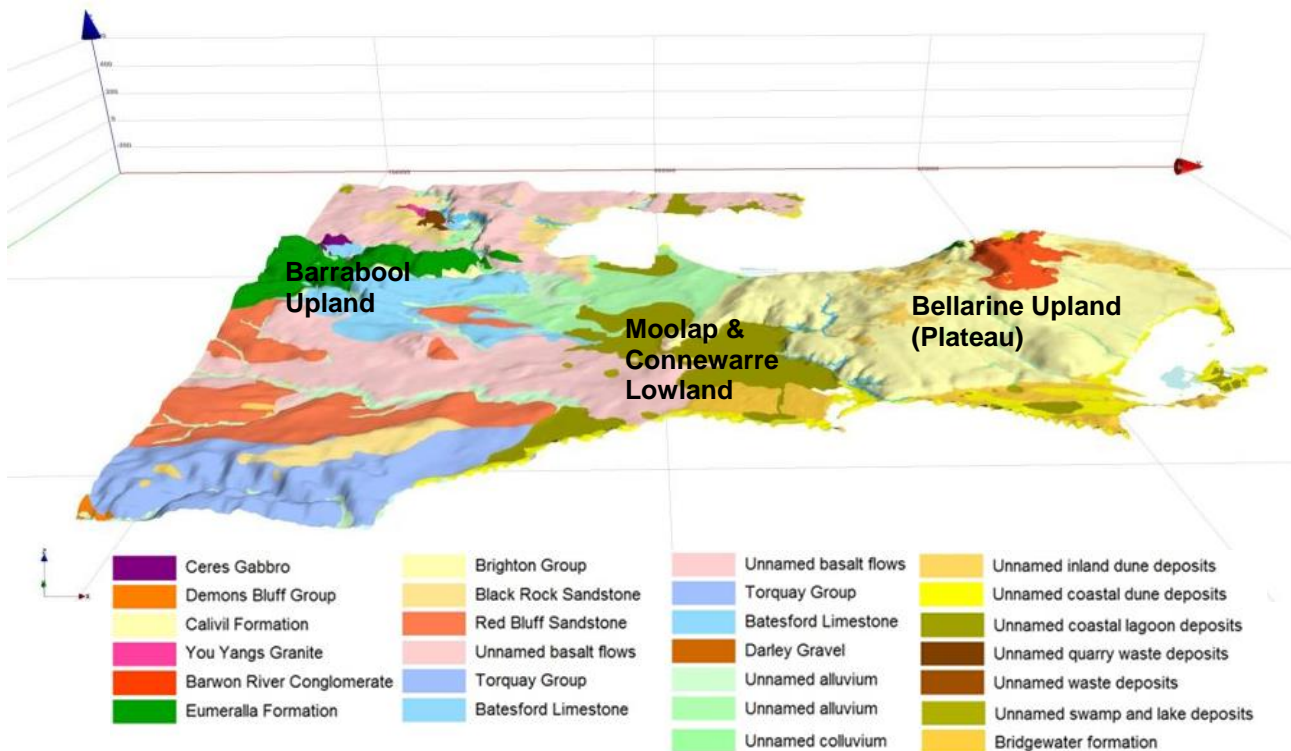 400
Barrabool
Upland
Moolap &
Connewarre
Lowland
Bellarine Upland
(Plateau)
z
x
Ceres Gabbro
Demons Bluff Group
Calivil Formation
You Yangs Granite
Barwon River Conglomerate
Eumeralla Formation
Brighton Group
Black Rock Sandstone
Red Bluff Sandstone
Unnamed basalt flows
Torquay Group
Batesford Limestone
Unnamed basalt flows
Torquay Group
Batesford Limestone
Darley Gravel
Unnamed alluvium
Unnamed alluvium
Unnamed colluvium
Unnamed inland dune deposits
Unnamed coastal dune deposits
Unnamed coastal lagoon deposits
Unnamed quarry waste deposits
Unnamed waste deposits
Unnamed swamp and lake deposits
Bridgewater formation